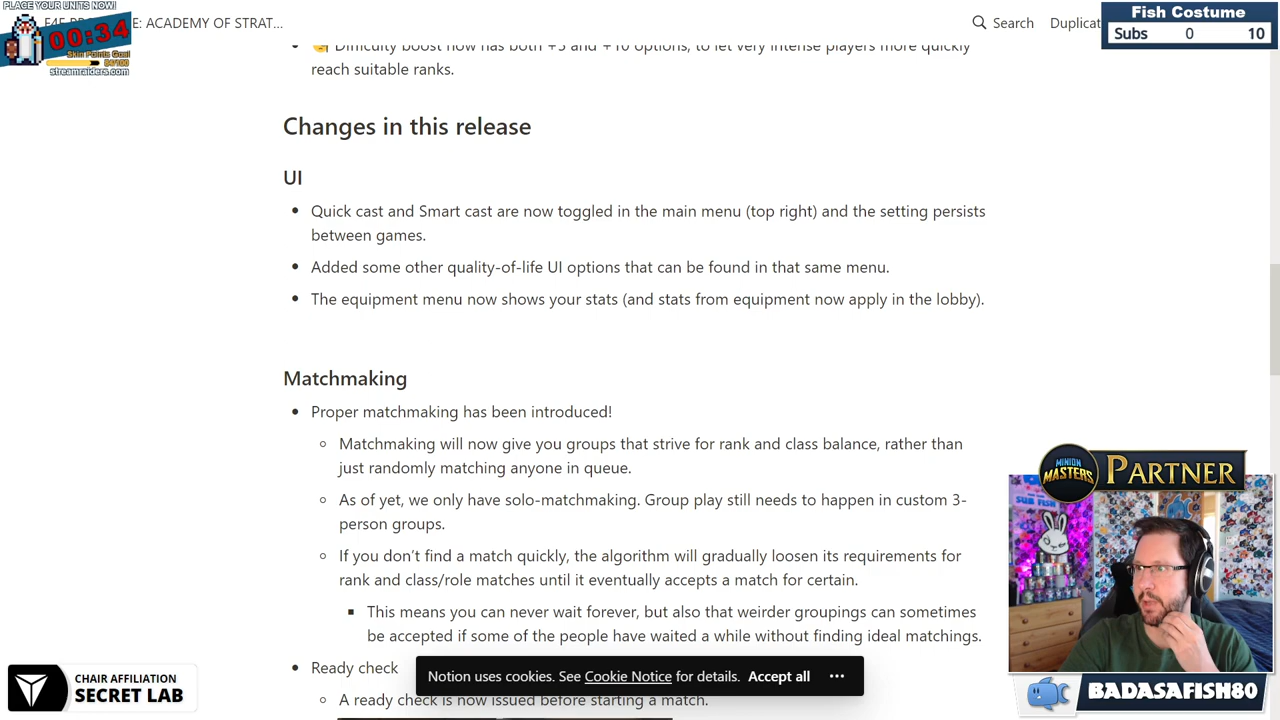 PLACE YOUR UNITS NOW!
00:34
Skin Points Goal
84/100
streamraiders.com
E: ACADEMY OF STRAT...
Search
Duplicat
Fish Costume
Subs 0 10
Difficulty boost now has both +5 and +10 options, to let very intense players more quickly
reach suitable ranks.
Changes in this release
UI
• Quick cast and Smart cast are now toggled in the main menu (top right) and the setting persists
between games.
• Added some other quality-of-life UI options that can be found in that same menu.
• The equipment menu now shows your stats (and stats from equipment now apply in the lobby).
Matchmaking
• Proper matchmaking has been introduced!
◦ Matchmaking will now give you groups that strive for rank and class balance, rather than
just randomly matching anyone in queue.
◦ As of yet, we only have solo-matchmaking. Group play still needs to happen in custom 3-
person groups.
◦ If you don’t find a match quickly, the algorithm will gradually loosen its requirements for
rank and class/role matches until it eventually accepts a match for certain.
▪ This means you can never wait forever, but also that weirder groupings can sometimes
be accepted if some of the people have waited a while without finding ideal matchings.
• Ready check
◦ A ready check is now issued before starting a match.
Notion uses cookies. See Cookie Notice for details. Accept all •••
MINION
MASTERS
PARTNER
SUB FISH
BADASAFISH80
CHAIR AFFILIATION
SECRET LAB